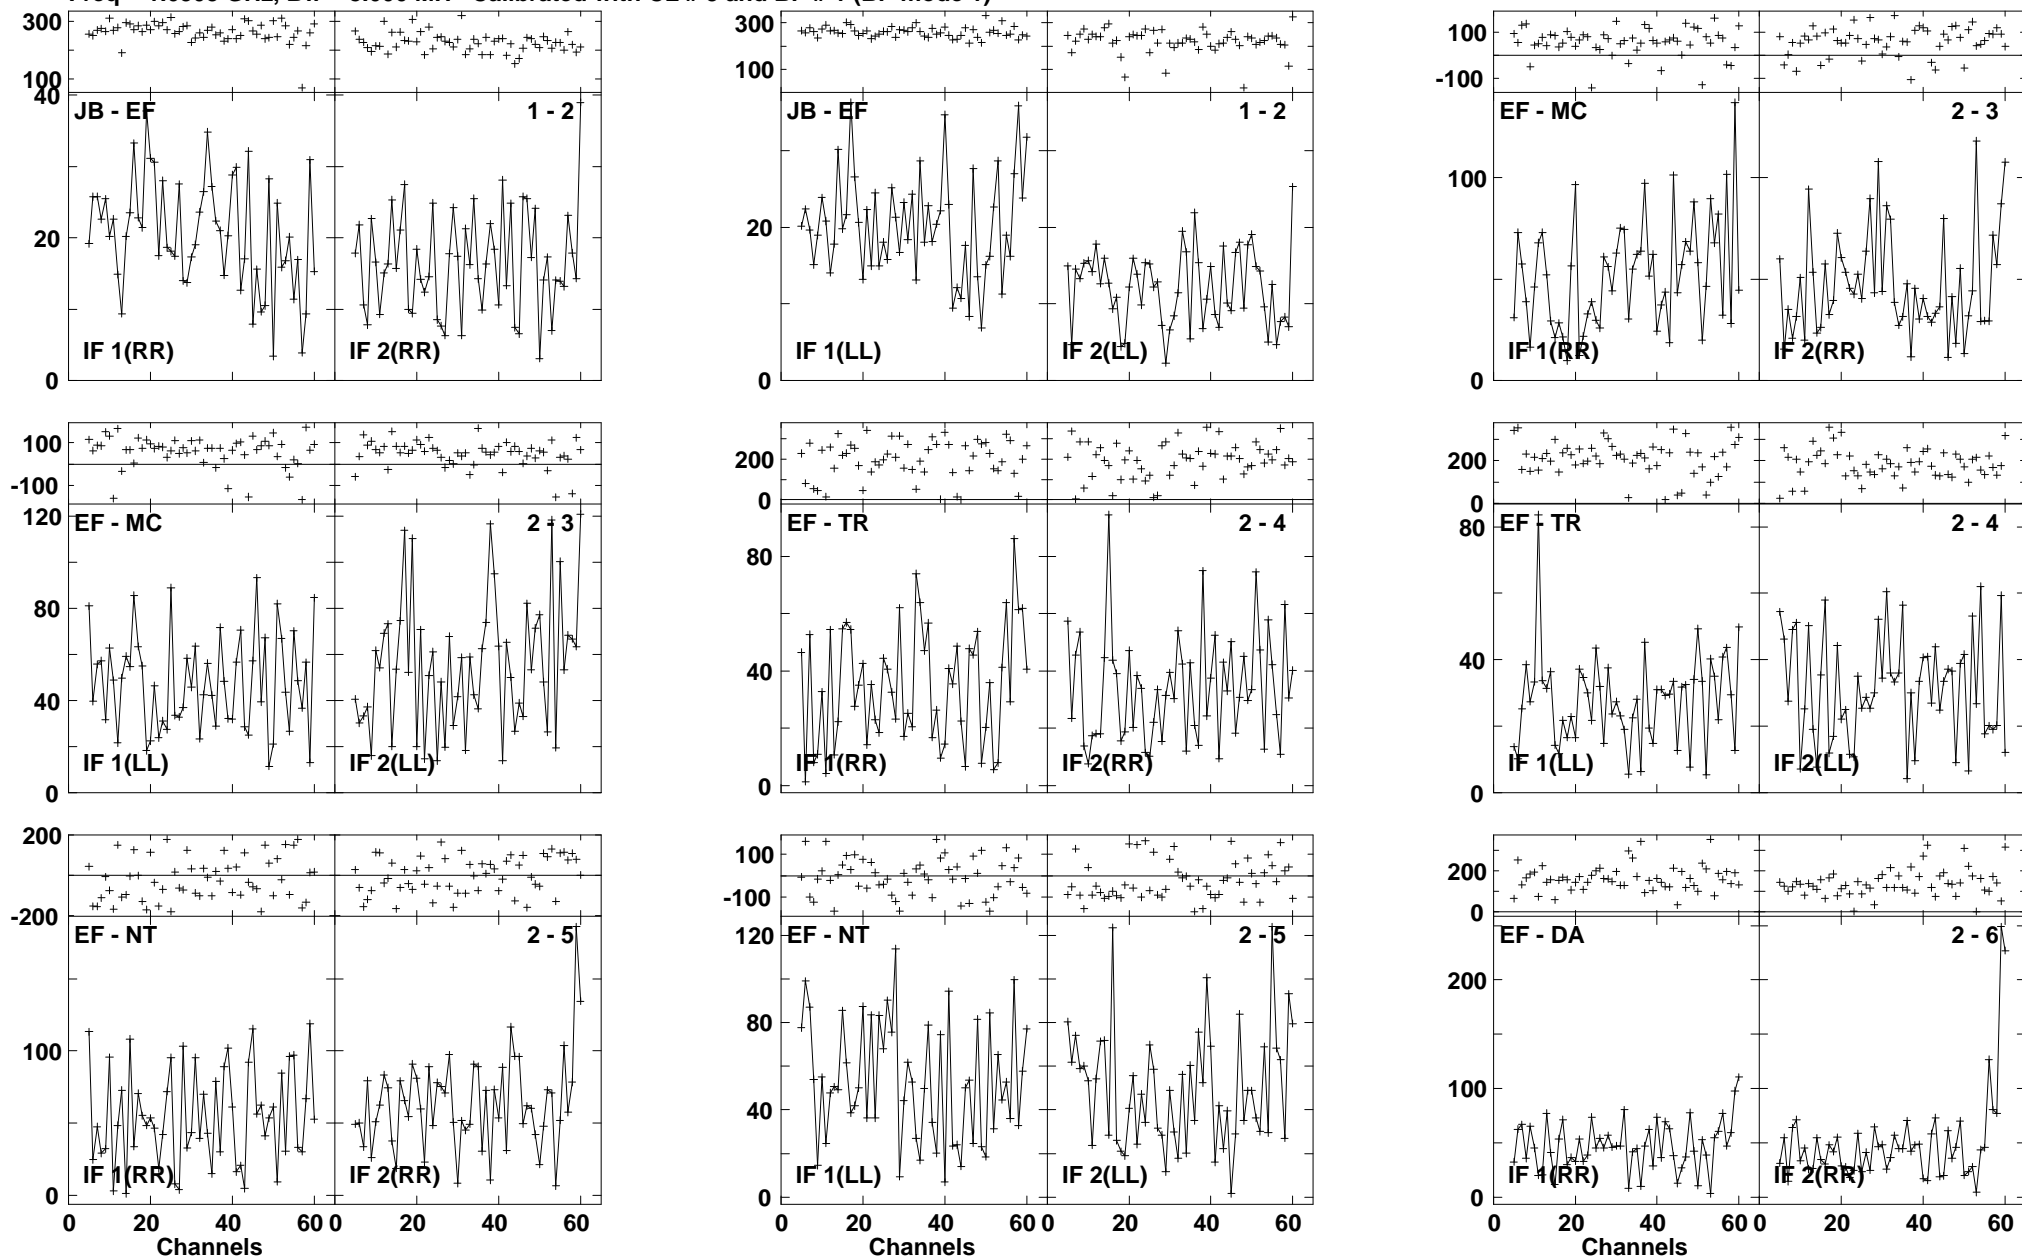 300
100
40
20
0
JB - EF
1 - 2
IF 1(RR)
IF 2(RR)
300
100
20
0
JB - EF
1 - 2
IF 1(LL)
IF 2(LL)
100
-100
100
0
EF - MC
2 - 3
IF 1(RR)
IF 2(RR)
100
-100
120
80
40
0
EF - MC
2 - 3
IF 1(LL)
IF 2(LL)
200
0
80
40
0
EF - TR
2 - 4
IF 1(RR)
IF 2(RR)
200
0
80
40
0
EF - TR
2 - 4
IF 1(LL)
IF 2(LL)
200
-200
100
0
EF - NT
2 - 5
IF 1(RR)
IF 2(RR)
0 20 40 60 0 20 40 60
Channels
100
-100
120
80
40
0
EF - NT
2 - 5
IF 1(LL)
IF 2(LL)
0 20 40 60 0 20 40 60
Channels
200
0
200
100
0
EF - DA
2 - 6
IF 1(RR)
IF 2(RR)
0 20 40 60 0 20 40 60
Channels